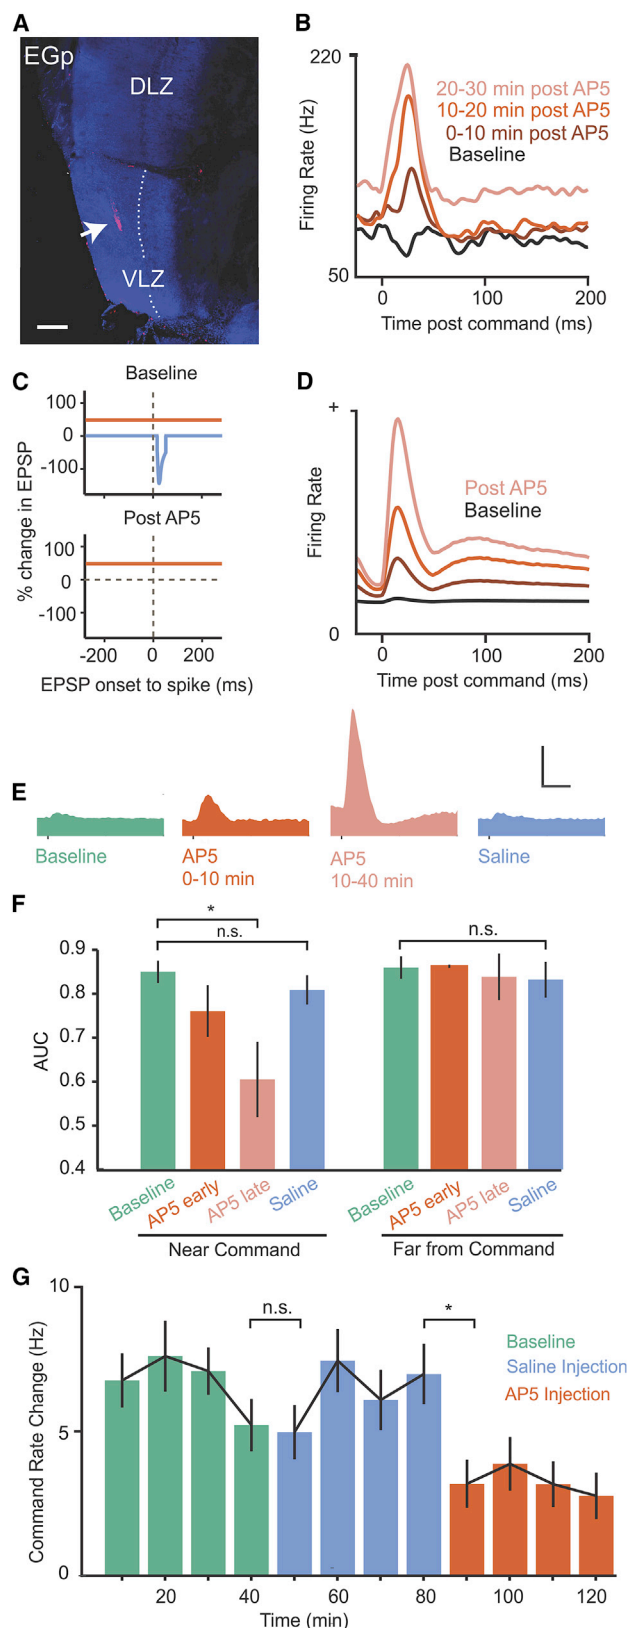 A
EGp
DLZ
VLZ
B
220
Firing Rate (Hz)
50
20-30 min post AP5
10-20 min post AP5
0-10 min post AP5
Baseline
0 100 200
Time post command (ms)
C
Baseline
100
0
-100
% change in EPSP
Post AP5
100
0
-100
-200 0 200
EPSP onset to spike (ms)
D
+
Firing Rate
0
Post AP5
Baseline
0 100 200
Time post command (ms)
E
Baseline
AP5
0-10 min
AP5
10-40 min
Saline
F
*
n.s.
n.s.
0.9
0.8
0.7
0.6
0.5
0.4
AUC
Baseline
AP5 early
AP5 late
Saline
Near Command
Baseline
AP5 early
AP5 late
Saline
Far from Command
G
10
5
0
Command Rate Change (Hz)
n.s.
*
Baseline
Saline Injection
AP5 Injection
20 40 60 80 100 120
Time (min)